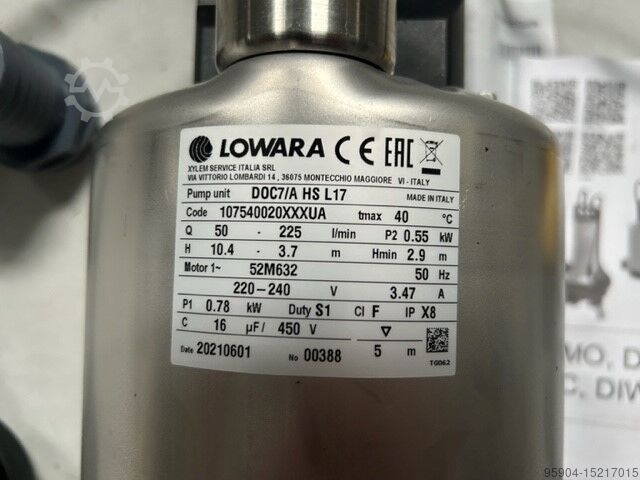 LOWARA CE EAC
XYLEM SERVICE ITALIA SRL
VIA VITTORIO LOMBARDI 14 , 36075 MONTECCHIO MAGGIORE VI - ITALY
Pump unit DOC7/A HS L17 MADE IN ITALY
Code 107540020XXXUA tmax 40 °C
Q 50 - 225 l/min P2 0.55 kW
H 10.4 - 3.7 m Hmin 2.9 m
Motor 1~ 52M632 50 Hz
220-240 V 3.47 A
P1 0.78 kW Duty S1 Cl F IP X8
C 16 µF/ 450 V ▽ 5 m
Date 20210601 No 00388
TG062
MO, D
C, DIW
95904-15217015